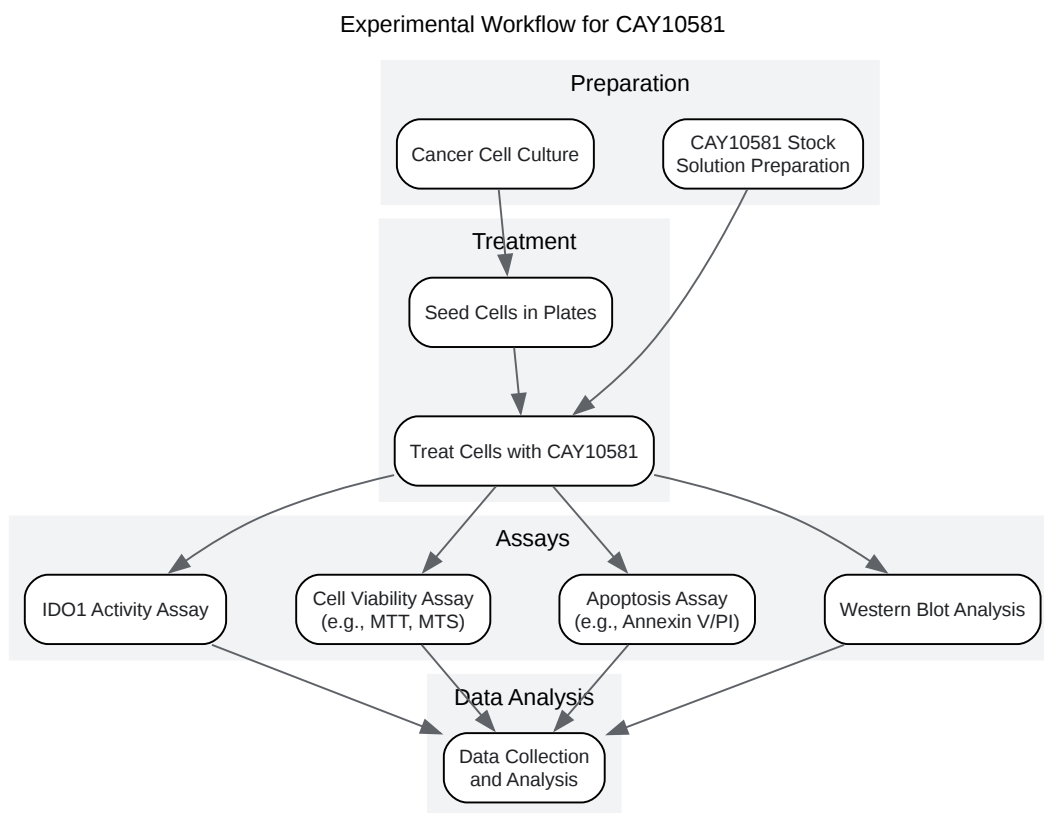 Experimental Workflow for CAY10581
Preparation
Cancer Cell Culture
CAY10581 Stock
Solution Preparation
Treatment
Seed Cells in Plates
Treat Cells with CAY10581
Assays
IDO1 Activity Assay
Cell Viability Assay
(e.g., MTT, MTS)
Apoptosis Assay
(e.g., Annexin V/PI)
Western Blot Analysis
Data Analysis
Data Collection
and Analysis